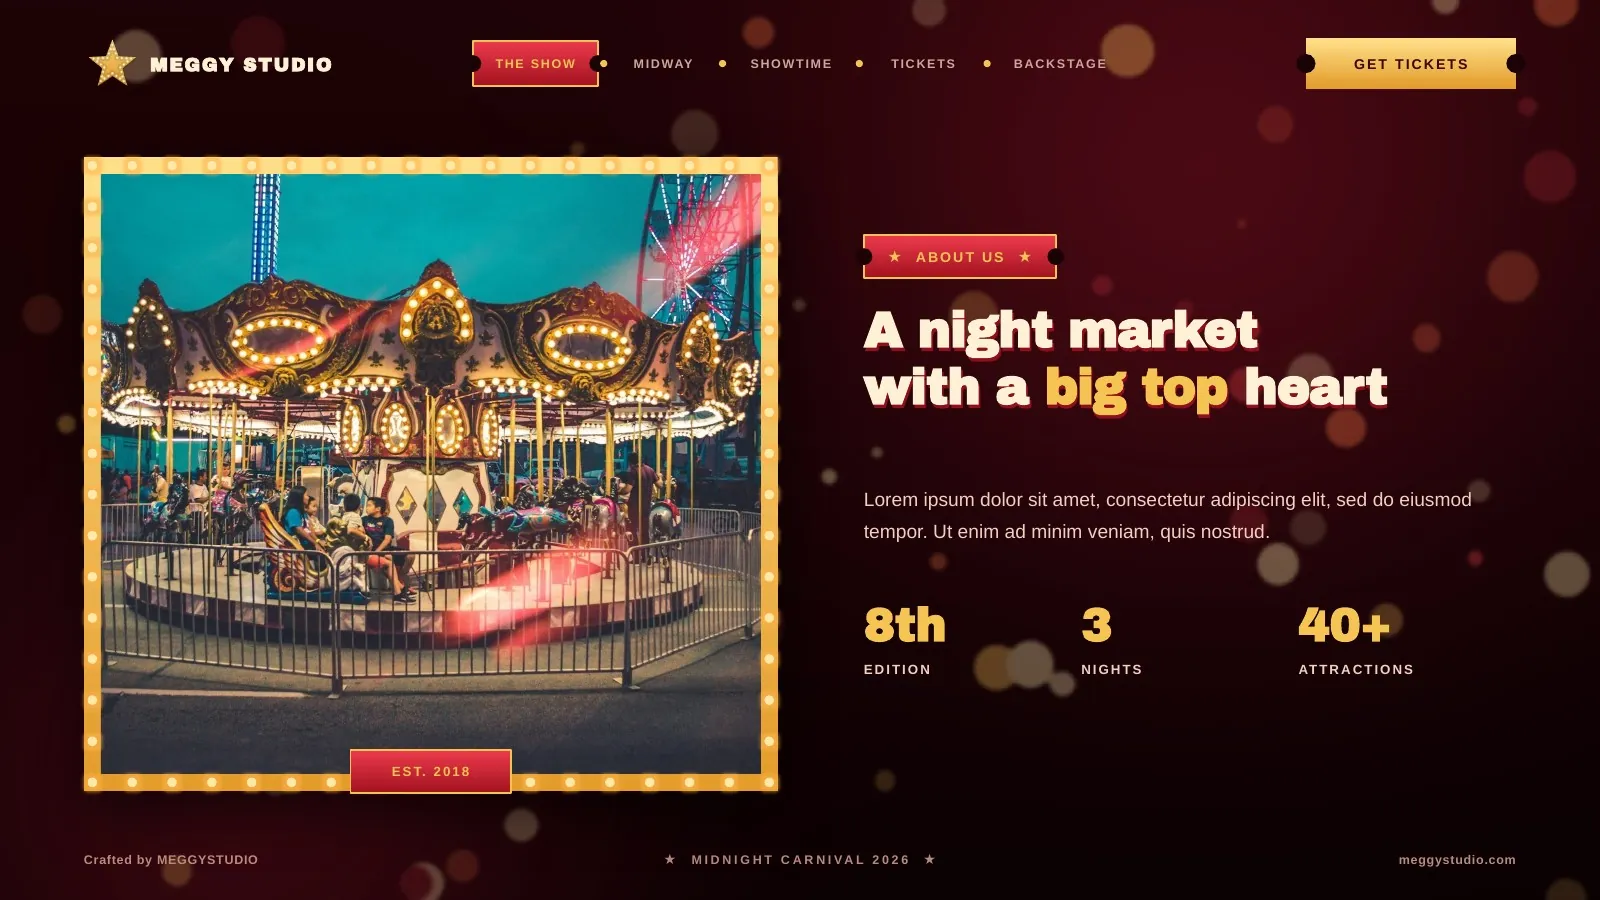 MEGGY STUDIO
THE SHOW
MIDWAY
SHOWTIME
TICKETS
BACKSTAGE
GET TICKETS
★ ABOUT US ★
A night market
with a big top heart
Lorem ipsum dolor sit amet, consectetur adipiscing elit, sed do eiusmod
tempor. Ut enim ad minim veniam, quis nostrud.
8th
EDITION
3
NIGHTS
40+
ATTRACTIONS
EST. 2018
Crafted by MEGGYSTUDIO
★ MIDNIGHT CARNIVAL 2026 ★
meggystudio.com